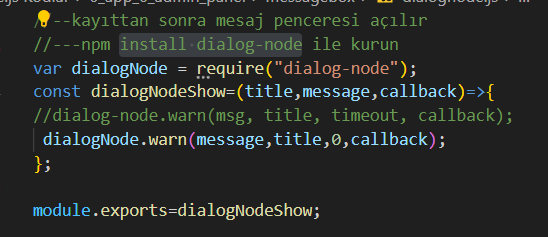 //---kayıttan sonra mesaj penceresi açılır
//---npm install dialog-node ile kurun
var dialogNode = require("dialog-node");
const dialogNodeShow=(title,message,callback)=>{
//dialog-node.warn(msg, title, timeout, callback);
dialogNode.warn(message,title,0,callback);
};
module.exports=dialogNodeShow;